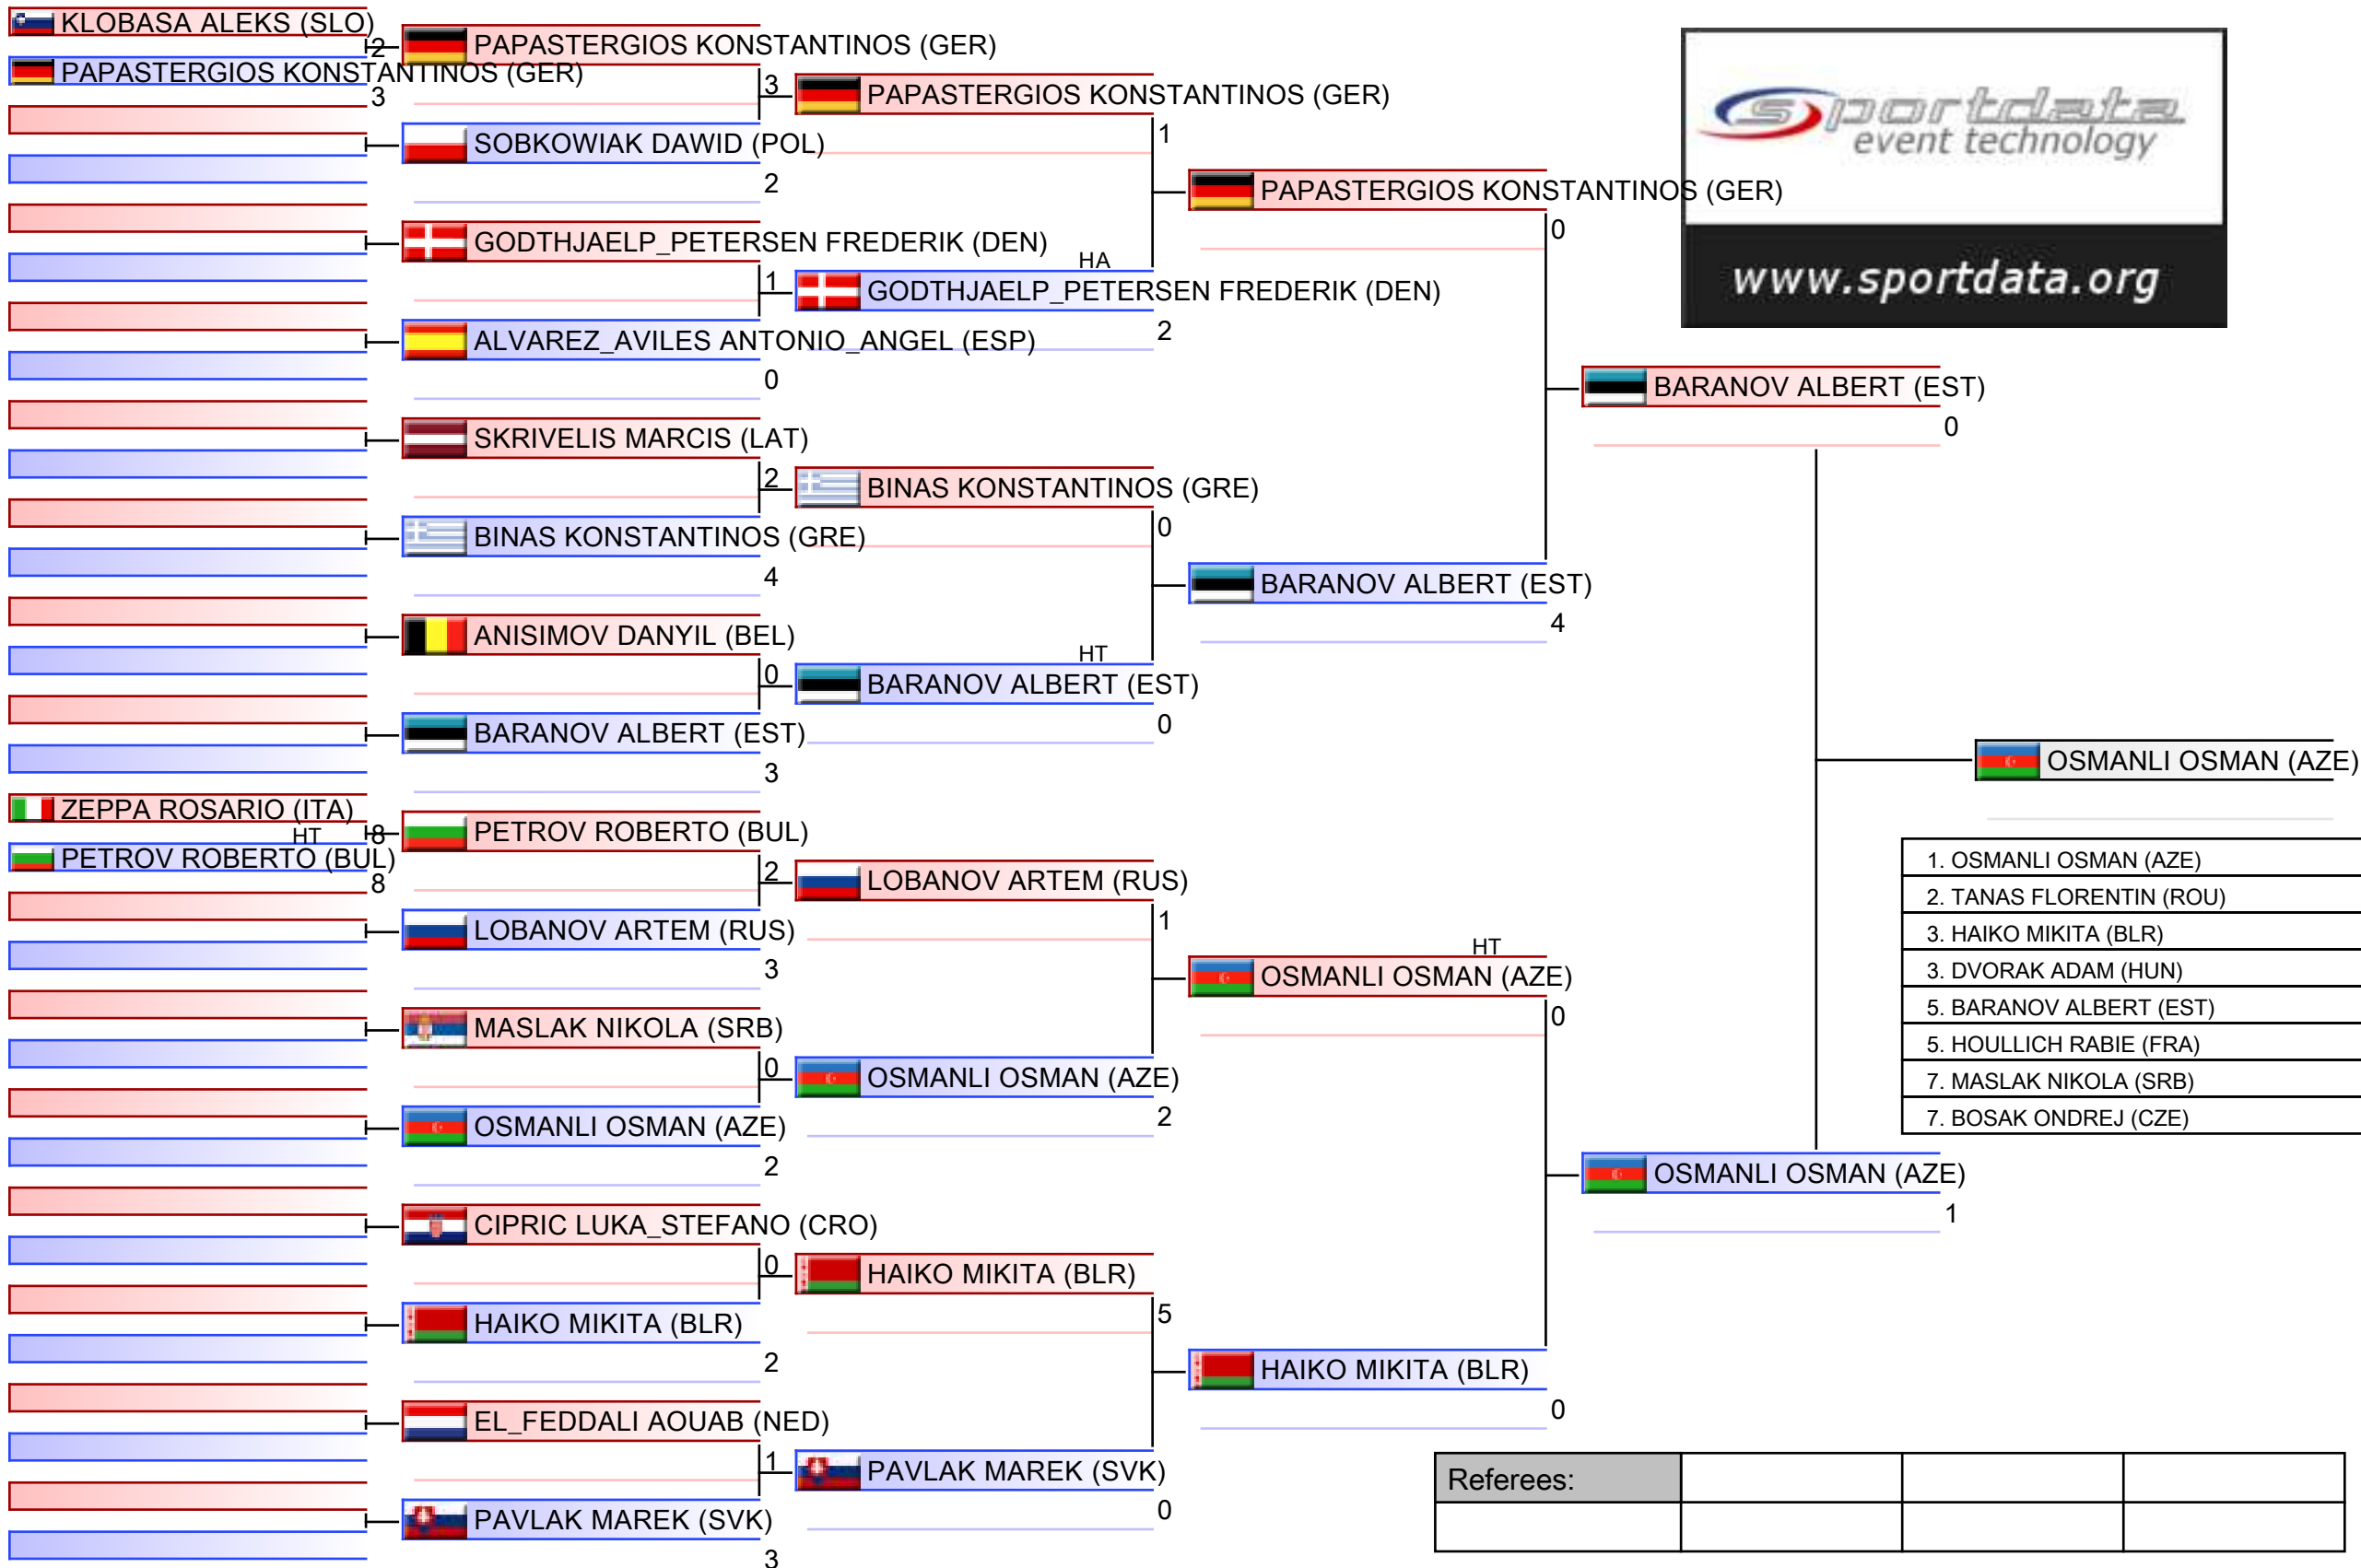 KLOBASA ALEKS (SLO)
2
PAPASTERGIOS KONSTANTINOS (GER)
3
ZEPPA ROSARIO (ITA)
HT 8
PETROV ROBERTO (BUL)
8
PAPASTERGIOS KONSTANTINOS (GER)
3
SOBKOWIAK DAWID (POL)
2
GODTHJAELP_PETERSEN FREDERIK (DEN)
1
ALVAREZ_AVILES ANTONIO_ANGEL (ESP)
0
SKRIVELIS MARCIS (LAT)
2
BINAS KONSTANTINOS (GRE)
4
ANISIMOV DANYIL (BEL)
0
BARANOV ALBERT (EST)
3
PETROV ROBERTO (BUL)
2
LOBANOV ARTEM (RUS)
3
MASLAK NIKOLA (SRB)
0
OSMANLI OSMAN (AZE)
2
CIPRIC LUKA_STEFANO (CRO)
0
HAIKO MIKITA (BLR)
2
EL_FEDDALI AOUAB (NED)
1
PAVLAK MAREK (SVK)
3
PAPASTERGIOS KONSTANTINOS (GER)
1
HA
GODTHJAELP_PETERSEN FREDERIK (DEN)
2
BINAS KONSTANTINOS (GRE)
0
HT
BARANOV ALBERT (EST)
0
LOBANOV ARTEM (RUS)
1
OSMANLI OSMAN (AZE)
2
HAIKO MIKITA (BLR)
5
PAVLAK MAREK (SVK)
0
PAPASTERGIOS KONSTANTINOS (GER)
0
BARANOV ALBERT (EST)
4
HT
OSMANLI OSMAN (AZE)
0
HAIKO MIKITA (BLR)
0
BARANOV ALBERT (EST)
0
OSMANLI OSMAN (AZE)
1
OSMANLI OSMAN (AZE)
sportdata
event technology
www.sportdata.org
1. OSMANLI OSMAN (AZE)
2. TANAS FLORENTIN (ROU)
3. HAIKO MIKITA (BLR)
3. DVORAK ADAM (HUN)
5. BARANOV ALBERT (EST)
5. HOULLICH RABIE (FRA)
7. MASLAK NIKOLA (SRB)
7. BOSAK ONDREJ (CZE)
Referees: